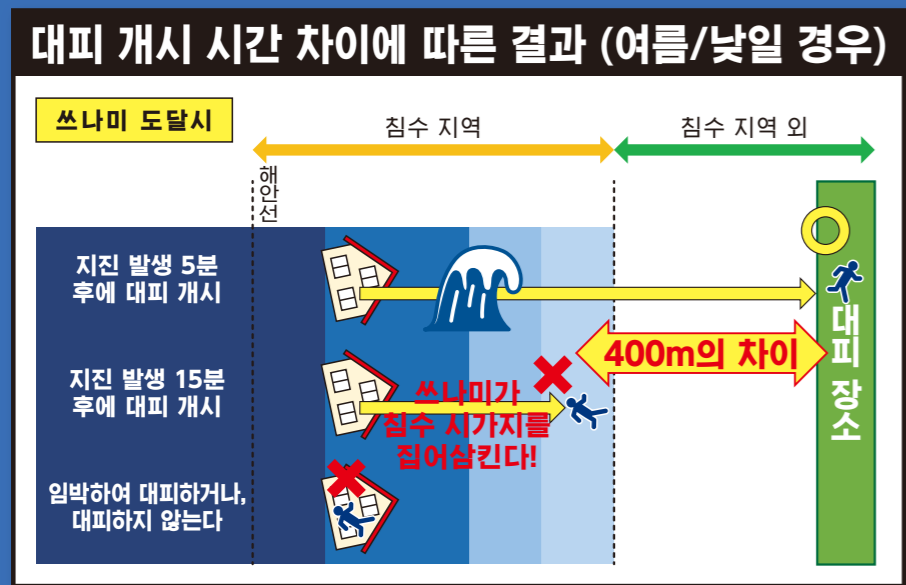 대피 개시 시간 차이에 따른 결과 (여름/낮일 경우)
쓰나미 도달시
침수 지역
침수 지역 외
해안선
지진 발생 5분
후에 대피 개시
400m의 차이
대피 장소
지진 발생 15분
후에 대피 개시
쓰나미가
침수 시가지를
집어삼킨다!
임박하여 대피하거나,
대피하지 않는다